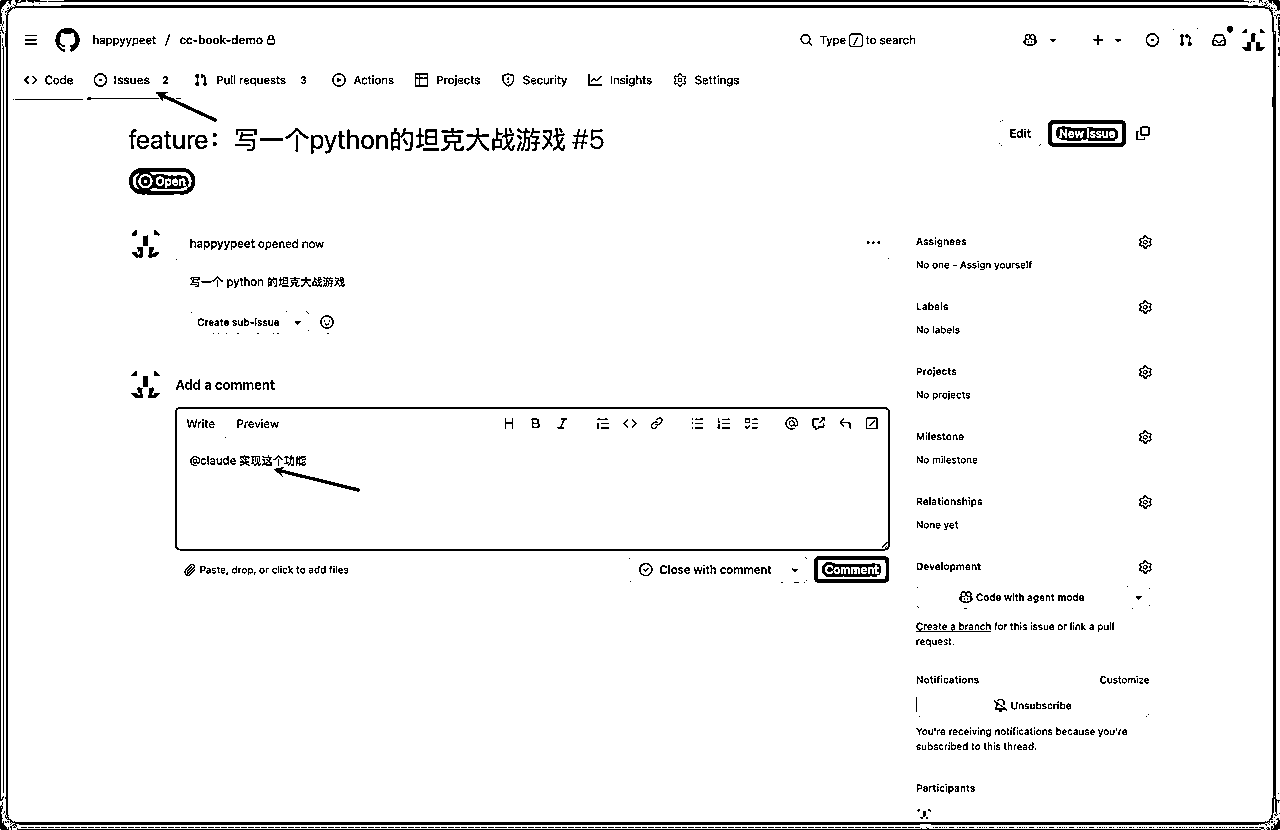 happyypeet / cc-book-demo
Type / to search
Code Issues 2 Pull requests 3 Actions Projects Security Insights Settings
feature：写一个python的坦克大战游戏 #5
Edit New issue
Open
happyypeet opened now
写一个 python 的坦克大战游戏
Create sub-issue
Add a comment
Write Preview
@claude 实现这个功能
Paste, drop, or click to add files
Close with comment Comment
Assignees
No one - Assign yourself
Labels
No labels
Projects
No projects
Milestone
No milestone
Relationships
None yet
Development
Code with agent mode
Create a branch for this issue or link a pull
request.
Notifications Customize
Unsubscribe
You're receiving notifications because you're
subscribed to this thread.
Participants